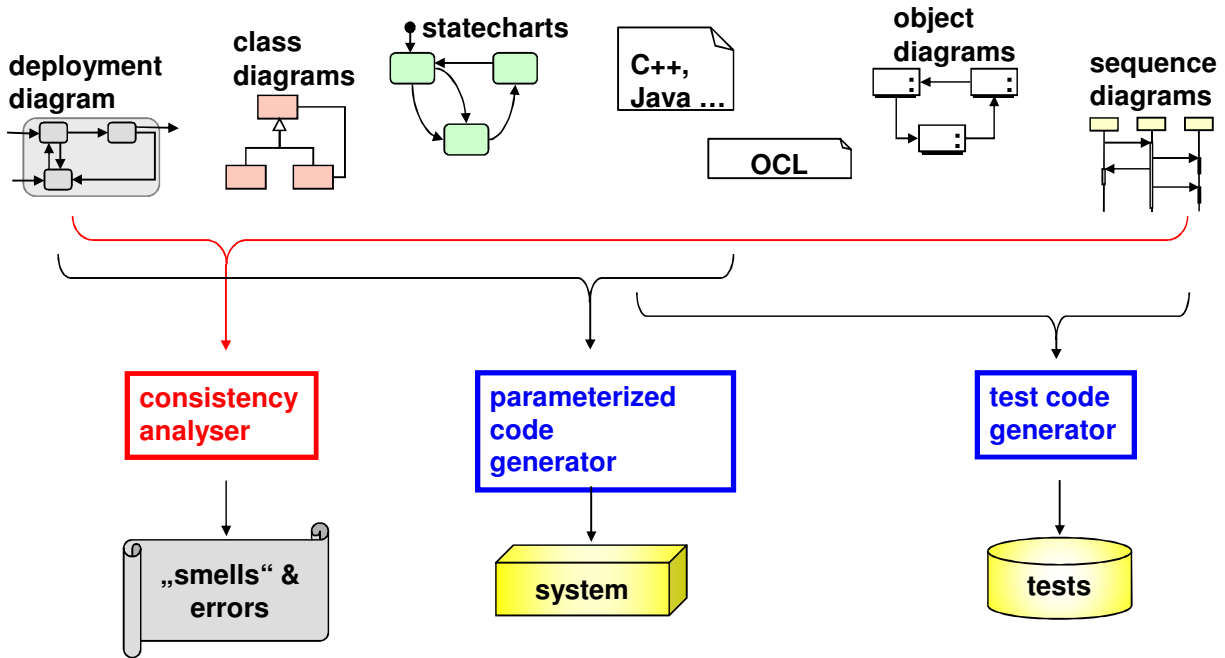 deployment
diagram
class
diagrams
statecharts
C++,
Java ...
OCL
object
diagrams
sequence
diagrams
consistency
analyser
parameterized
code
generator
test code
generator
„smells“ &
errors
system
tests